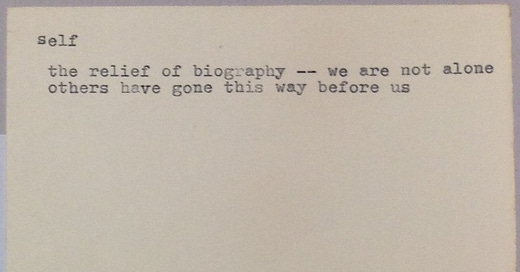 self
the relief of biography -- we are not alone
others have gone this way before us